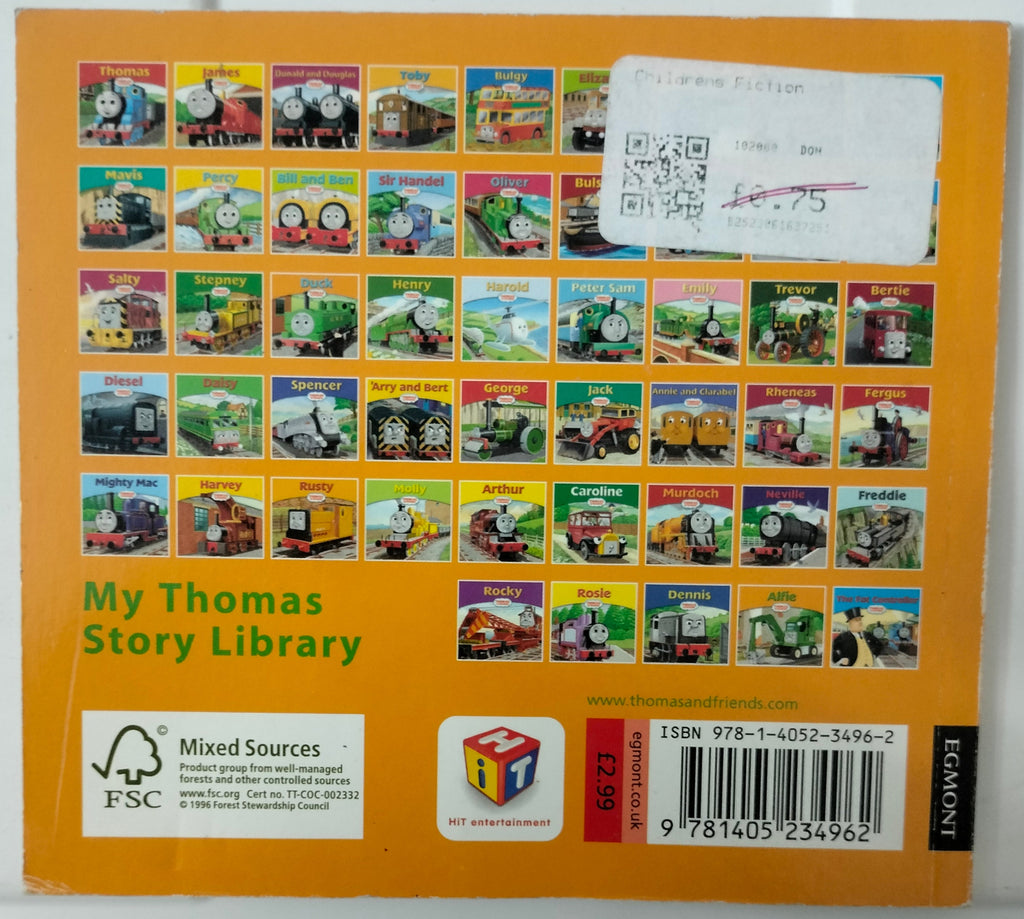 Thomas
James
Donald and Douglas
Toby
Bulgy
Eliza
Childrens Fiction
DON
£0.75
Mavis
Percy
Bill and Ben
Sir Handel
Oliver
Buls
Salty
Stepney
Duck
Henry
Harold
Peter Sam
Emily
Trevor
Bertie
Diesel
Daisy
Spencer
'Arry and Bert
George
Jack
Annie and Clarabel
Rheneas
Fergus
Mighty Mac
Harvey
Rusty
Molly
Arthur
Caroline
Murdoch
Neville
Freddie
Rocky
Rosie
Dennis
Alfie
The Fat Controller
My Thomas
Story Library
www.thomasandfriends.com
FSC
©
Mixed Sources
Product group from well-managed
forests and other controlled sources
www.fsc.org Cert no. TT-COC-002332
© 1996 Forest Stewardship Council
HiT
HiT entertainment
£2.99
egmont.co.uk
ISBN 978-1-4052-3496-2
9 781405 234962
EGMONT